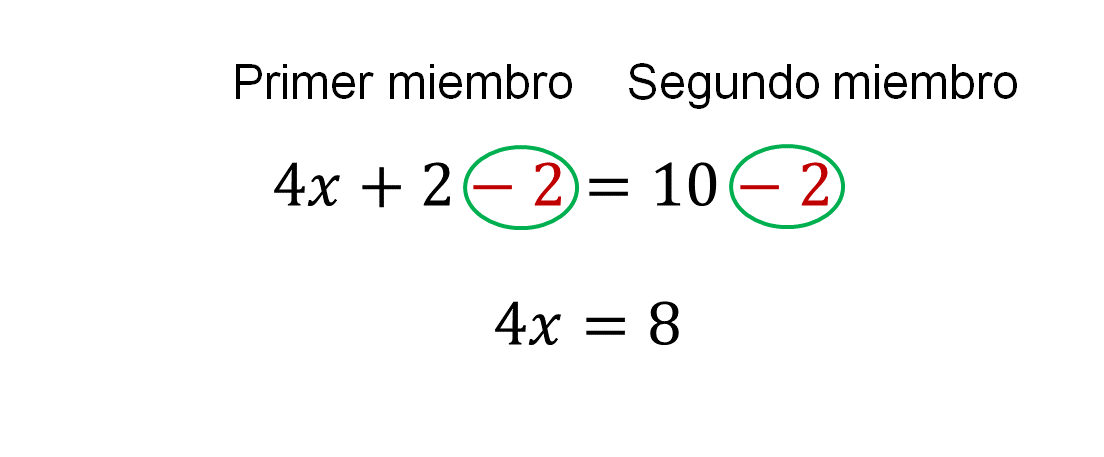 Primer miembro Segundo miembro
4x + 2 − 2 = 10 − 2
4x = 8